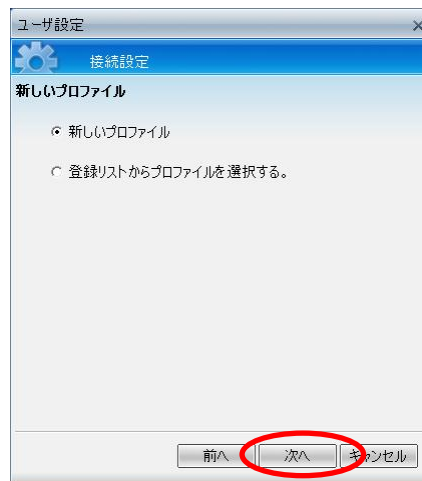 ユーザ設定
接続設定
新しいプロファイル
新しいプロファイル
登録リストからプロファイルを選択する。
前へ 次へ キャンセル